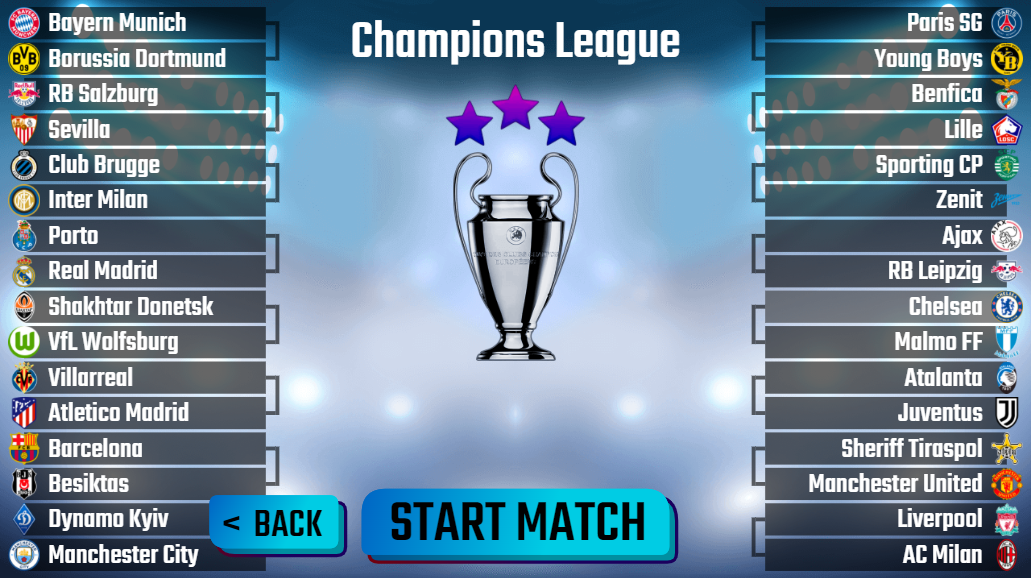 Champions League
Bayern Munich
Borussia Dortmund
RB Salzburg
Sevilla
Club Brugge
Inter Milan
Porto
Real Madrid
Shakhtar Donetsk
VfL Wolfsburg
Villarreal
Atletico Madrid
Barcelona
Besiktas
Dynamo Kyiv
Manchester City
Paris SG
Young Boys
Benfica
Lille
Sporting CP
Zenit
Ajax
RB Leipzig
Chelsea
Malmo FF
Atalanta
Juventus
Sheriff Tiraspol
Manchester United
Liverpool
AC Milan
< BACK
START MATCH